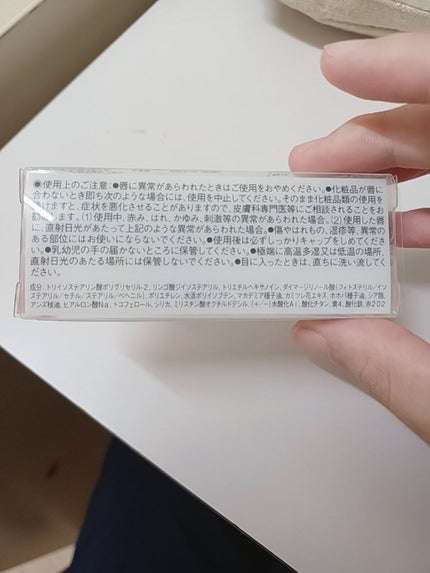 ◉使用上のご注意:●唇に異常があらわれたときはご使用をおやめください。●化粧品が唇に
合わないとき即ち次のような場合には、使用を中止してください。そのまま化粧品類の使用を
続けますと、症状を悪化させることがありますので、皮膚科専門医等にご相談されることをお
勧めします。(1)使用中、赤み、はれ、かゆみ、刺激等の異常があらわれた場合。(2)使用した唇
に、直射日光があたって上記のような異常があらわれた場合。●傷やはれもの、湿疹等、異常の
ある部位にはお使いにならないでください。●使用後は必ずしっかりキャップをしめてくださ
い。●乳幼児の手の届かないところに保管してください。●極端に高温多湿又は低温の場所、
直射日光のあたる場所には保管しないでください。●目に入ったときは、直ちに洗い流してく
ださい。
成分:トリイソステアリン酸ポリグリセリル-2、リンゴ酸ジイソステアリル、トリエチルヘキサノイン、ダイマージリノール酸(フィトステリル/イソ
ステアリル/セチル/ステアリル/ベヘニル)、ポリエチレン、水添ポリイソブテン、マカデミア種子油、カミツレ花エキス、ホホバ種子油、シア脂、
アンズ核油、ヒアルロン酸Na、トコフェロール、シリカ、ミリスチン酸オクチルドデシル、(+/-)水酸化Al、酸化チタン、黄4、酸化鉄、赤202